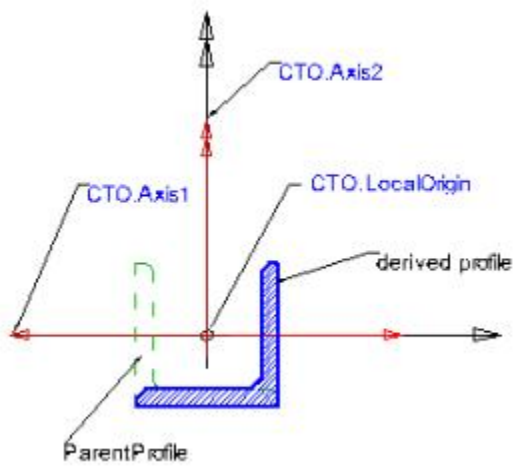 CTO.Axis2
CTO.Axis1
CTO.LocalOrigin
derived profile
ParentProfile